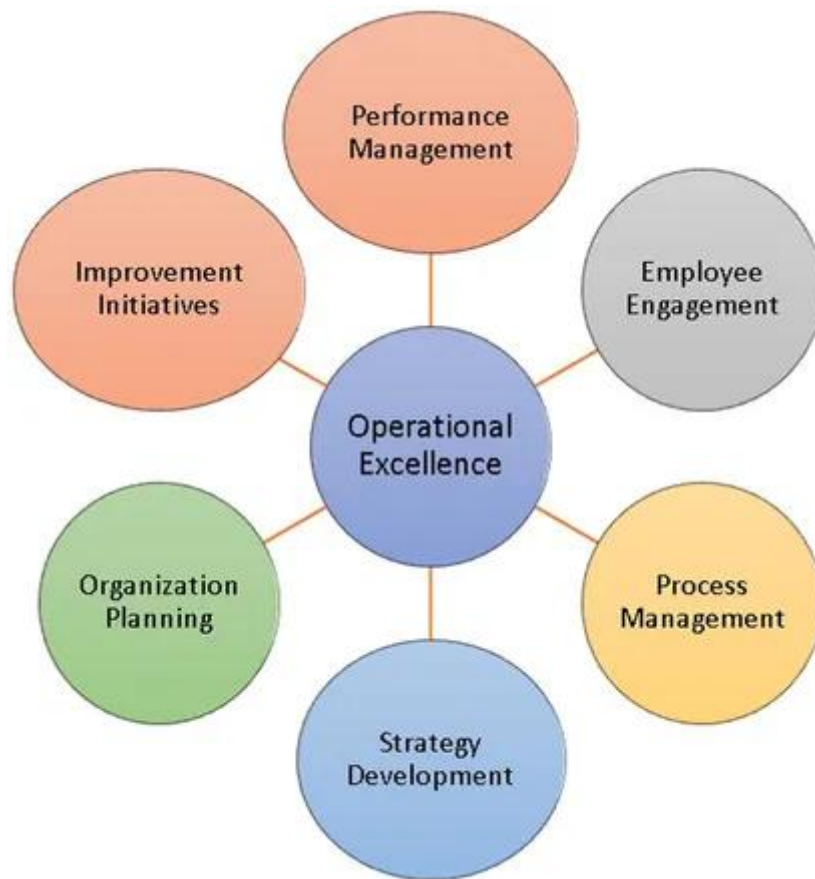 Performance
Management
Improvement
Initiatives
Employee
Engagement
Operational
Excellence
Organization
Planning
Process
Management
Strategy
Development